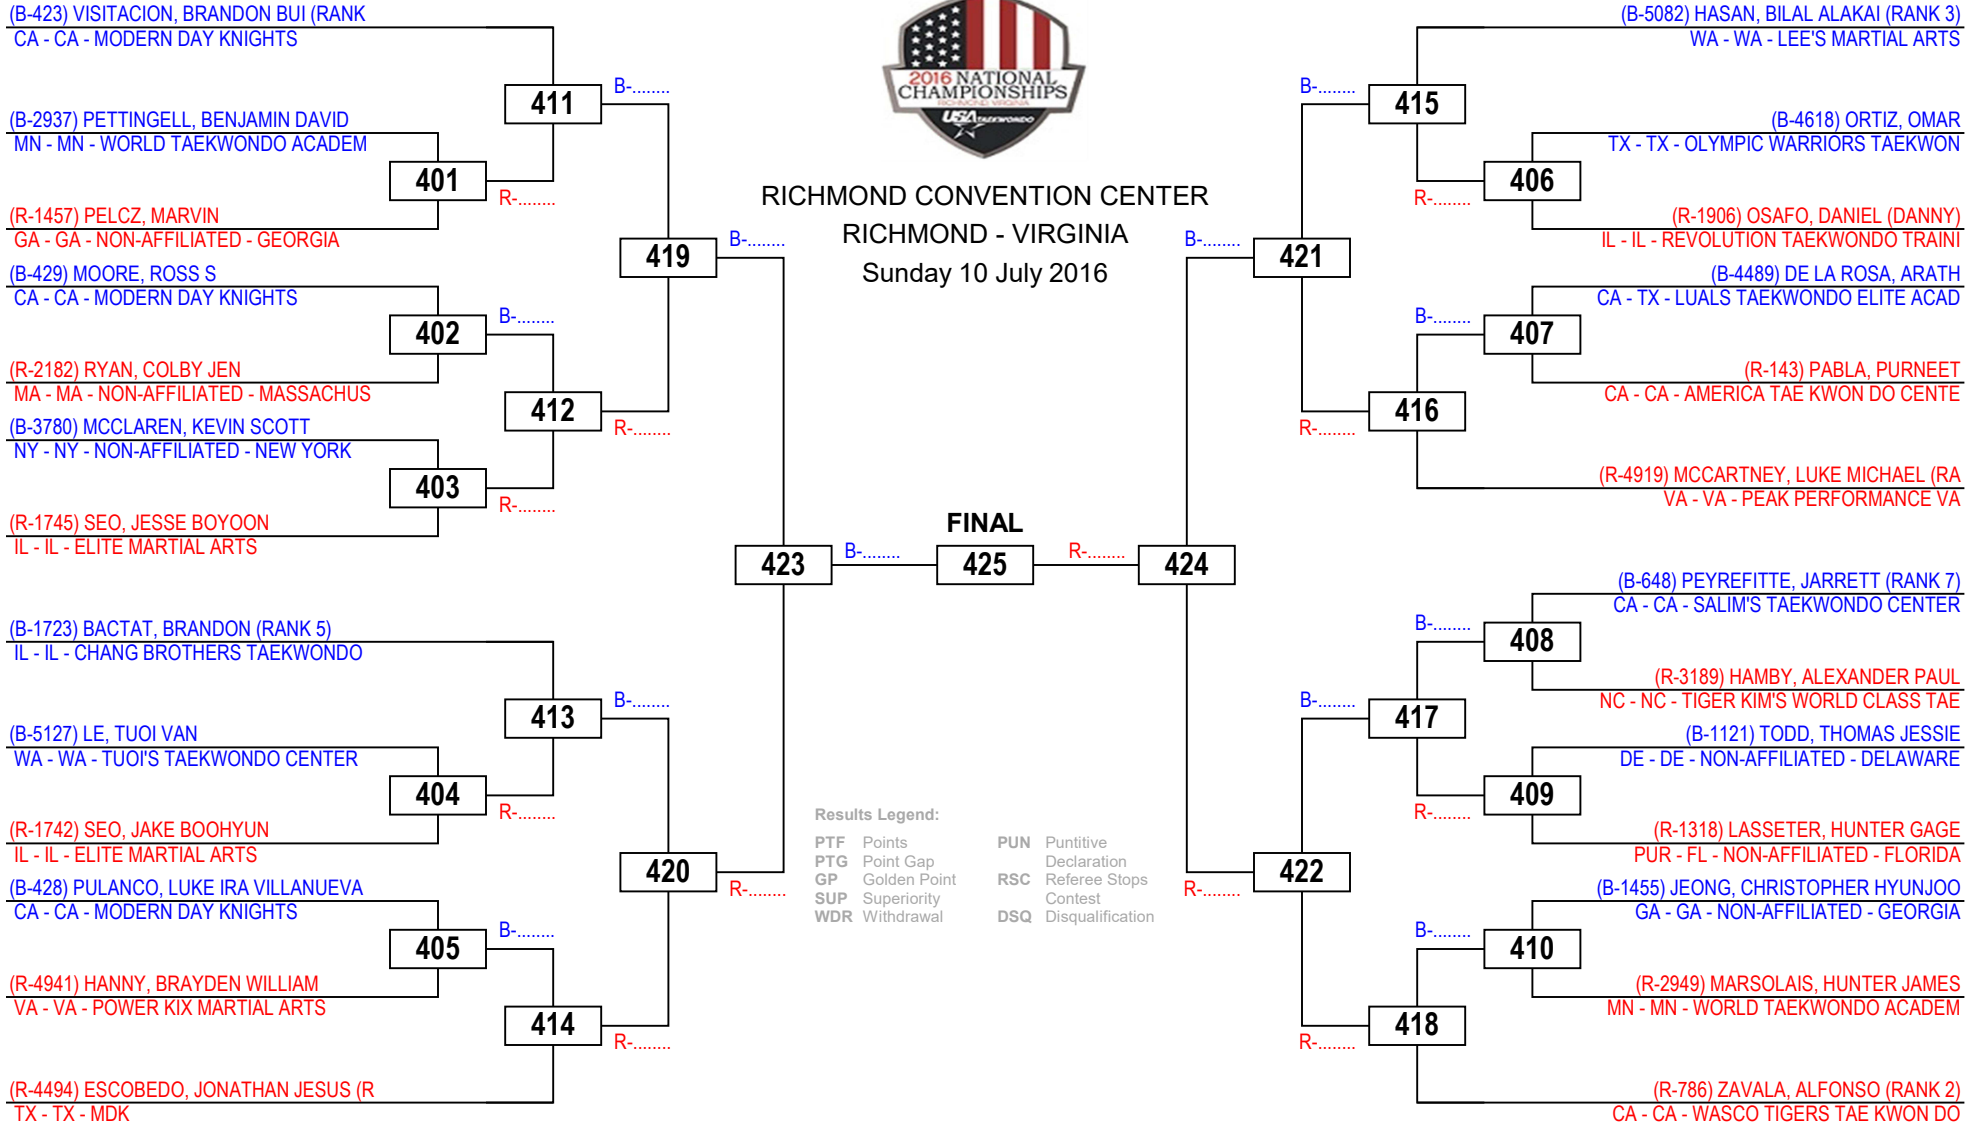 (B-423) VISITACION, BRANDON BUI (RANK
CA - CA - MODERN DAY KNIGHTS
(B-2937) PETTINGELL, BENJAMIN DAVID
MN - MN - WORLD TAEKWONDO ACADEM
(R-1457) PELCZ, MARVIN
GA - GA - NON-AFFILIATED - GEORGIA
(B-429) MOORE, ROSS S
CA - CA - MODERN DAY KNIGHTS
(R-2182) RYAN, COLBY JEN
MA - MA - NON-AFFILIATED - MASSACHUS
(B-3780) MCCLAREN, KEVIN SCOTT
NY - NY - NON-AFFILIATED - NEW YORK
(R-1745) SEO, JESSE BOYOON
IL - IL - ELITE MARTIAL ARTS
(B-1723) BACTAT, BRANDON (RANK 5)
IL - IL - CHANG BROTHERS TAEKWONDO
(B-5127) LE, TUOI VAN
WA - WA - TUOI'S TAEKWONDO CENTER
(R-1742) SEO, JAKE BOOHYUN
IL - IL - ELITE MARTIAL ARTS
(B-428) PULANCO, LUKE IRA VILLANUEVA
CA - CA - MODERN DAY KNIGHTS
(R-4941) HANNY, BRAYDEN WILLIAM
VA - VA - POWER KIX MARTIAL ARTS
(R-4494) ESCOBEDO, JONATHAN JESUS (R
TX - TX - MDK
401
402
403
404
405
R-........
B-........
R-........
R-........
B-........
411
412
413
414
B-........
R-........
B-........
R-........
419
420
B-........
R-........
423
B-........
2016 NATIONAL
CHAMPIONSHIPS
RICHMOND VIRGINIA
USA TAEKWONDO
RICHMOND CONVENTION CENTER
RICHMOND - VIRGINIA
Sunday 10 July 2016
FINAL
425
Results Legend:
PTF Points
PTG Point Gap
GP Golden Point
SUP Superiority
WDR Withdrawal
PUN Puntitive
Declaration
RSC Referee Stops
Contest
DSQ Disqualification
R-........
424
B-........
R-........
421
422
B-........
R-........
B-........
R-........
415
416
417
418
R-........
B-........
B-........
R-........
B-........
406
407
408
409
410
(B-5082) HASAN, BILAL ALAKAI (RANK 3)
WA - WA - LEE'S MARTIAL ARTS
(B-4618) ORTIZ, OMAR
TX - TX - OLYMPIC WARRIORS TAEKWON
(R-1906) OSAFO, DANIEL (DANNY)
IL - IL - REVOLUTION TAEKWONDO TRAINI
(B-4489) DE LA ROSA, ARATH
CA - TX - LUALS TAEKWONDO ELITE ACAD
(R-143) PABLA, PURNEET
CA - CA - AMERICA TAE KWON DO CENTE
(R-4919) MCCARTNEY, LUKE MICHAEL (RA
VA - VA - PEAK PERFORMANCE VA
(B-648) PEYREFITTE, JARRETT (RANK 7)
CA - CA - SALIM'S TAEKWONDO CENTER
(R-3189) HAMBY, ALEXANDER PAUL
NC - NC - TIGER KIM'S WORLD CLASS TAE
(B-1121) TODD, THOMAS JESSIE
DE - DE - NON-AFFILIATED - DELAWARE
(R-1318) LASSETER, HUNTER GAGE
PUR - FL - NON-AFFILIATED - FLORIDA
(B-1455) JEONG, CHRISTOPHER HYUNJOO
GA - GA - NON-AFFILIATED - GEORGIA
(R-2949) MARSOLAIS, HUNTER JAMES
MN - MN - WORLD TAEKWONDO ACADEM
(R-786) ZAVALA, ALFONSO (RANK 2)
CA - CA - WASCO TIGERS TAE KWON DO